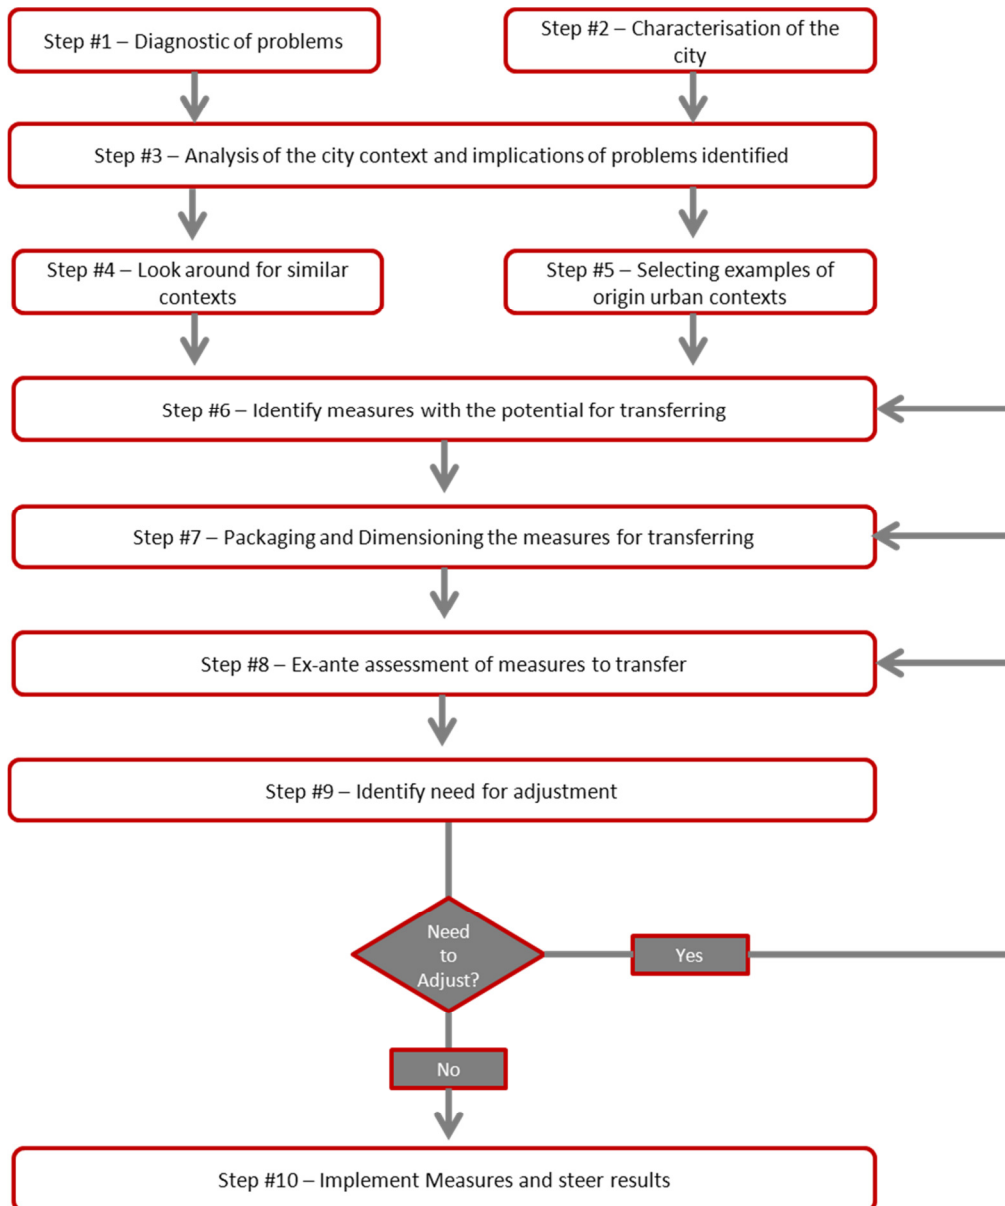 Step #1 – Diagnostic of problems
Step #2 – Characterisation of the
city
Step #3 – Analysis of the city context and implications of problems identified
Step #4 – Look around for similar
contexts
Step #5 – Selecting examples of
origin urban contexts
Step #6 – Identify measures with the potential for transferring
Step #7 – Packaging and Dimensioning the measures for transferring
Step #8 – Ex-ante assessment of measures to transfer
Step #9 – Identify need for adjustment
Need
to
Adjust?
Yes
No
Step #10 – Implement Measures and steer results